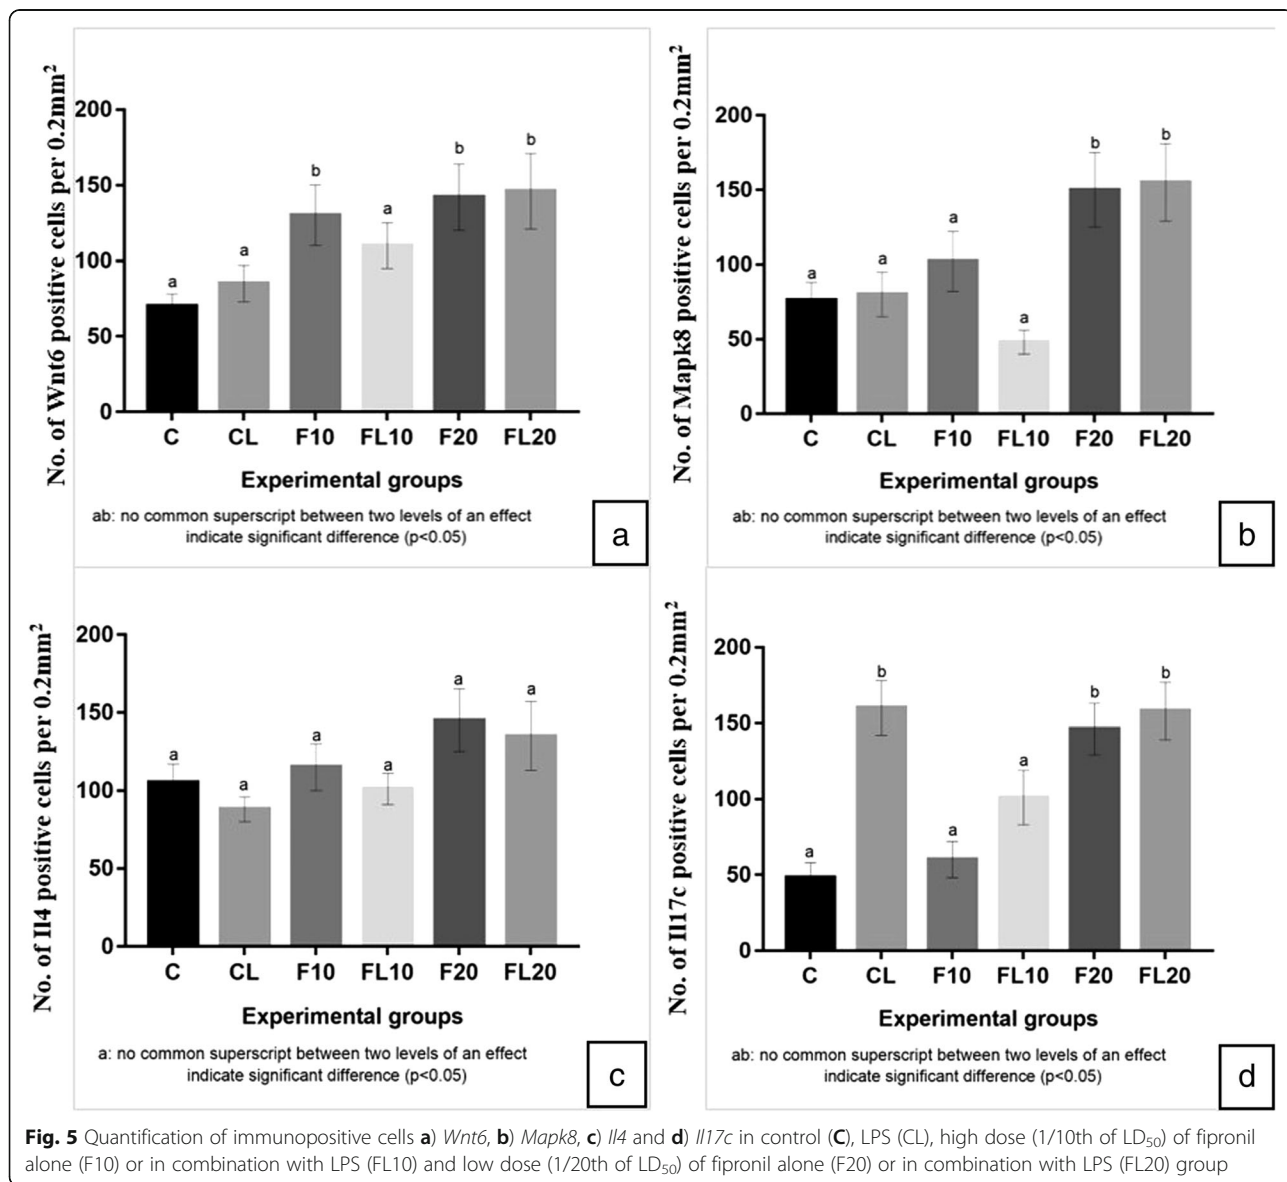 No. of Wnt6 positive cells per 0.2mm²
200
150
100
50
0
a
a
b
a
b
b
C CL F10 FL10 F20 FL20
Experimental groups
ab: no common superscript between two levels of an effect
indicate significant difference (p<0.05)
a
No. of Mapk8 positive cells per 0.2mm²
200
150
100
50
0
a
a
a
a
b
b
C CL F10 FL10 F20 FL20
Experimental groups
ab: no common superscript between two levels of an effect
indicate significant difference (p<0.05)
b
No. of Il4 positive cells per 0.2mm²
200
150
100
50
0
a
a
a
a
a
a
C CL F10 FL10 F20 FL20
Experimental groups
a: no common superscript between two levels of an effect
indicate significant difference (p<0.05)
c
No. of Il17c positive cells per 0.2mm²
200
150
100
50
0
a
b
a
a
b
b
C CL F10 FL10 F20 FL20
Experimental groups
ab: no common superscript between two levels of an effect
indicate significant difference (p<0.05)
d
Fig. 5 Quantification of immunopositive cells a) Wnt6, b) Mapk8, c) Il4 and d) Il17c in control (C), LPS (CL), high dose (1/10th of LD₅₀) of fipronil
alone (F10) or in combination with LPS (FL10) and low dose (1/20th of LD₅₀) of fipronil alone (F20) or in combination with LPS (FL20) group